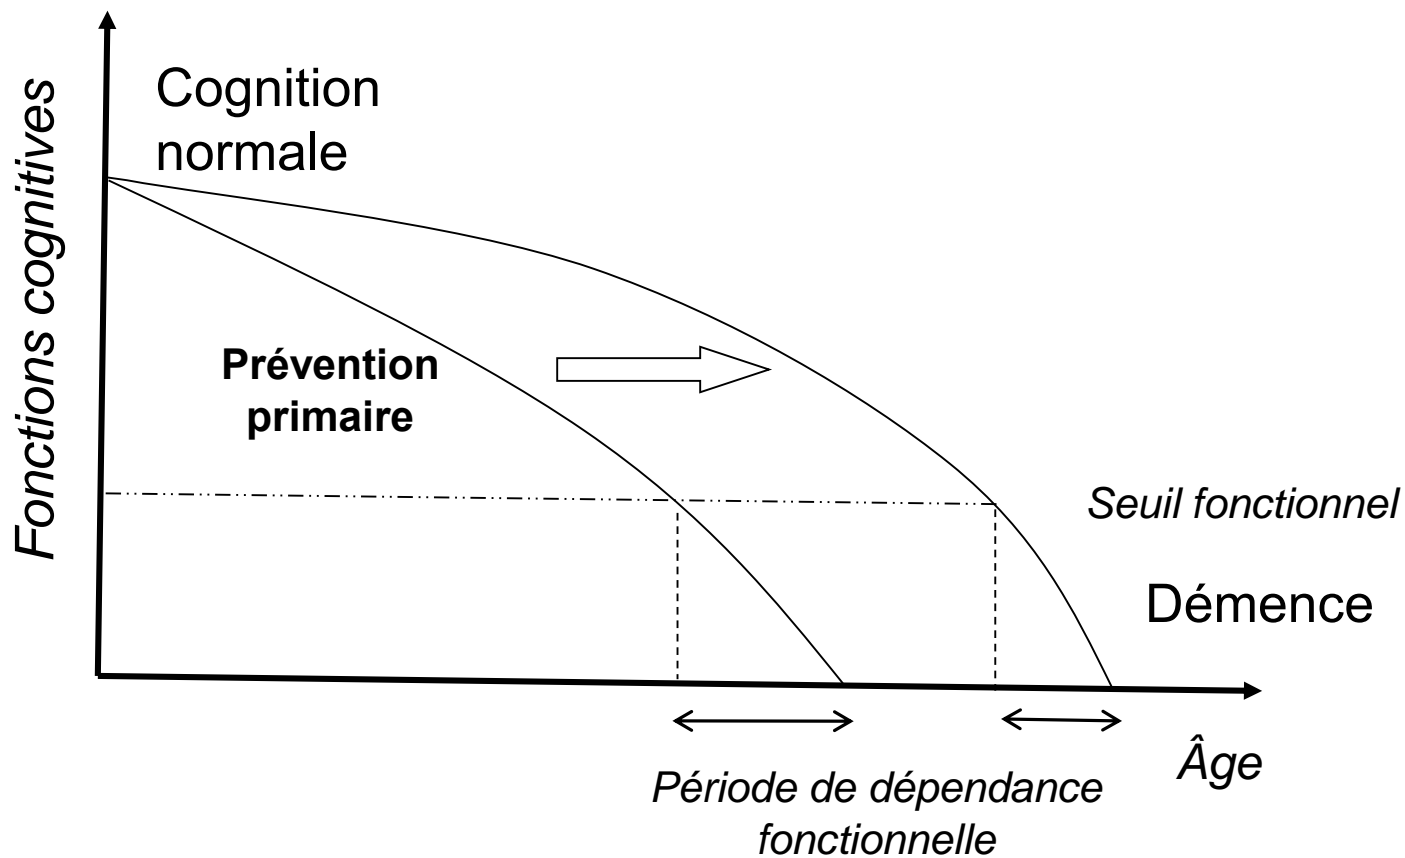 Fonctions cognitives
Cognition
normale
Prévention
primaire
Seuil fonctionnel
Démence
Âge
Période de dépendance
fonctionnelle